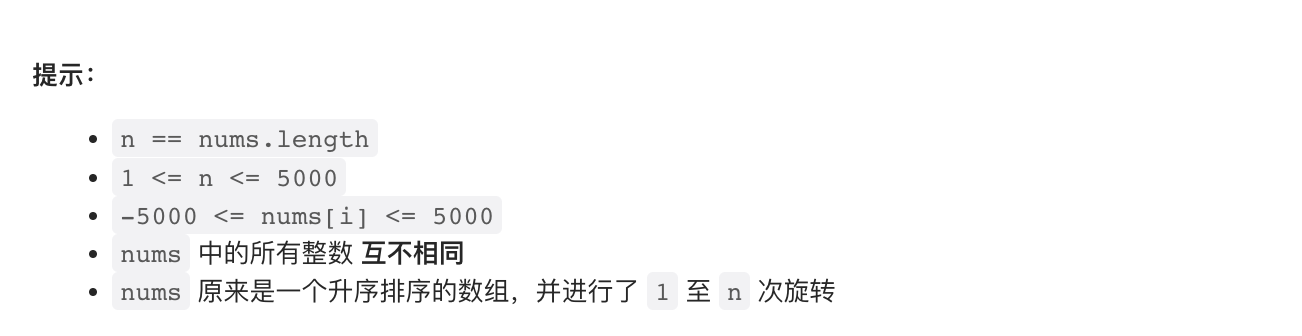 提示：
n == nums.length
1 <= n <= 5000
-5000 <= nums[i] <= 5000
nums 中的所有整数 互不相同
nums 原来是一个升序排序的数组，并进行了 1 至 n 次旋转